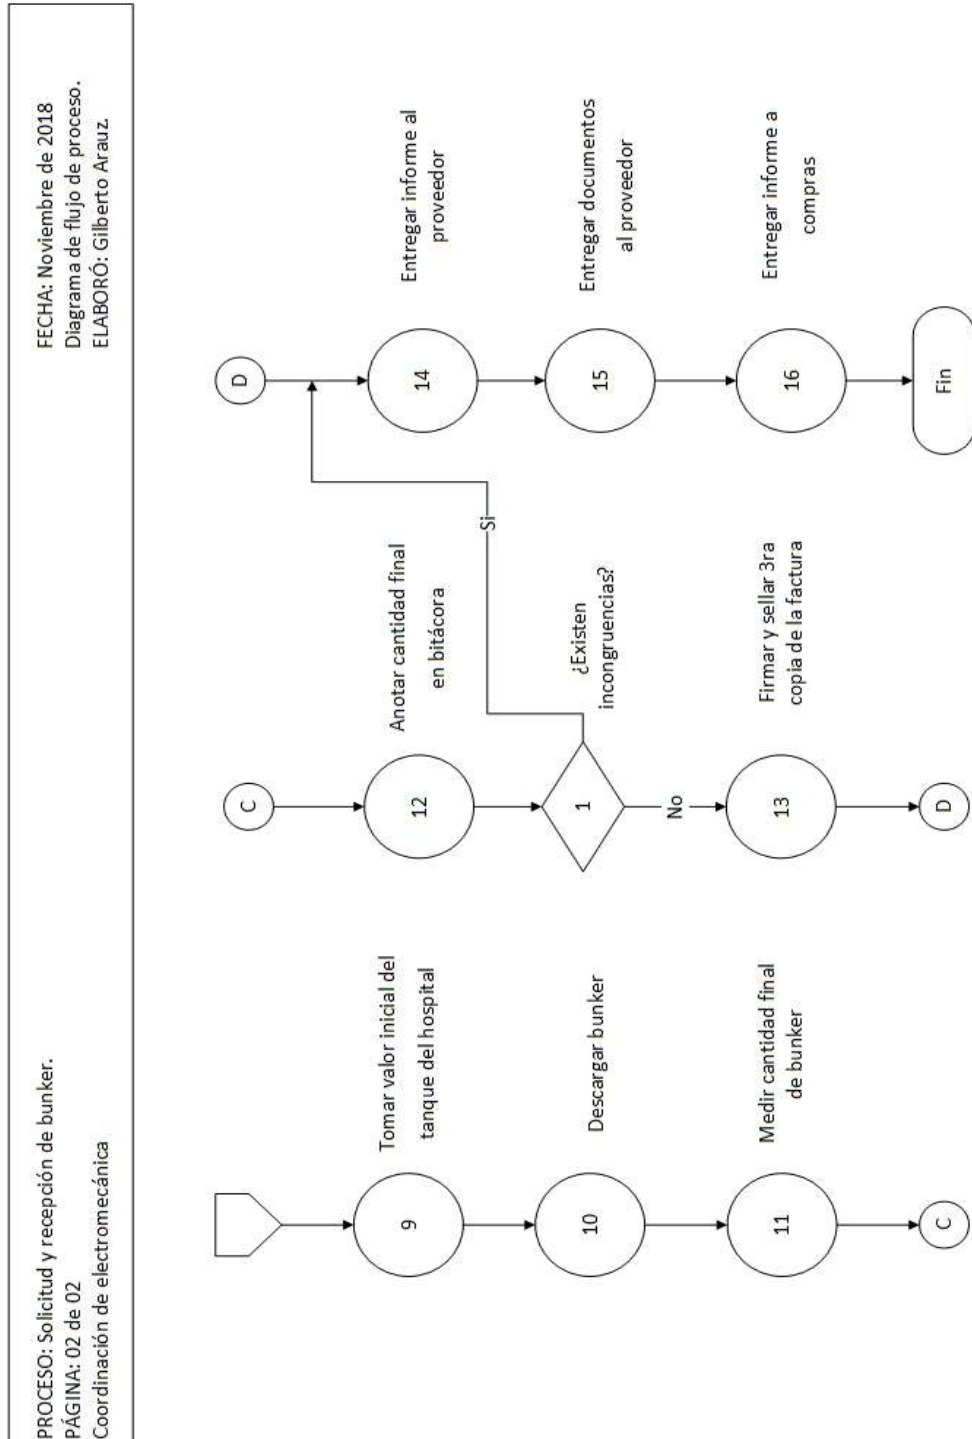 PROCESO: Solicitud y recepción de bunker.
PÁGINA: 02 de 02
Coordinación de electromecánica
FECHA: Noviembre de 2018
Diagrama de flujo de proceso.
ELABORÓ: Gilberto Arauz.
9
Tomar valor inicial del
tanque del hospital
10
Descargar bunker
11
Medir cantidad final
de bunker
C
C
12
Anotar cantidad final
en bitácora
1
¿Existen
incongruencias?
Si
No
13
Firmar y sellar 3ra
copia de la factura
D
D
14
Entregar informe al
proveedor
15
Entregar documentos
al proveedor
16
Entregar informe a
compras
Fin